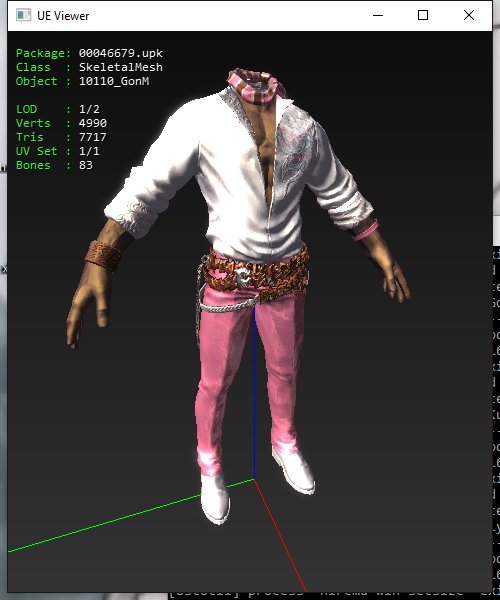 UE Viewer
Package: 00046679.upk
Class : SkeletalMesh
Object : 10110_GonM
LOD : 1/2
Verts : 4990
Tris : 7717
UV Set : 1/1
Bones : 83